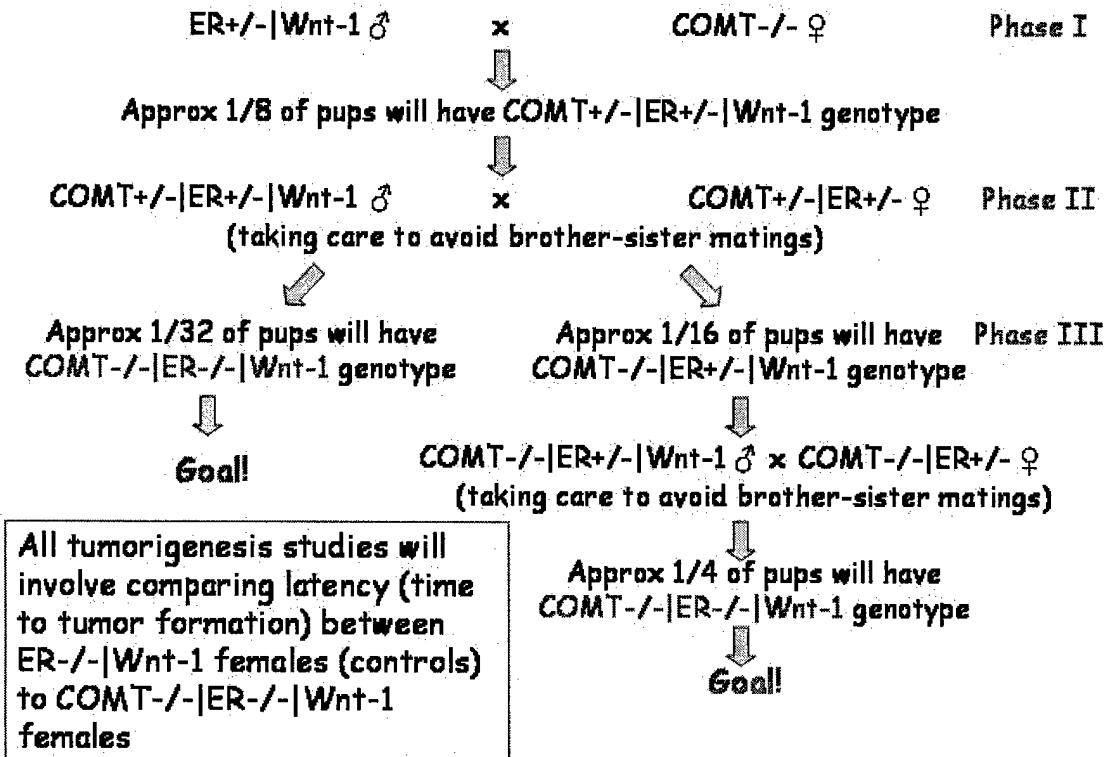 ER+/-|Wnt-1 ♂ x COMT-/- ♀ Phase I
Approx 1/8 of pups will have COMT+/-|ER+/-|Wnt-1 genotype
COMT+/-|ER+/-|Wnt-1 ♂ x COMT+/-|ER+/- ♀ Phase II
(taking care to avoid brother-sister matings)
Approx 1/32 of pups will have
COMT-/-|ER-/-|Wnt-1 genotype
Goal!
Approx 1/16 of pups will have Phase III
COMT-/-|ER+/-|Wnt-1 genotype
COMT-/-|ER+/-|Wnt-1 ♂ x COMT-/-|ER+/- ♀
(taking care to avoid brother-sister matings)
Approx 1/4 of pups will have
COMT-/-|ER-/-|Wnt-1 genotype
Goal!
All tumorigenesis studies will
involve comparing latency (time
to tumor formation) between
ER-/-|Wnt-1 females (controls)
to COMT-/-|ER-/-|Wnt-1
females